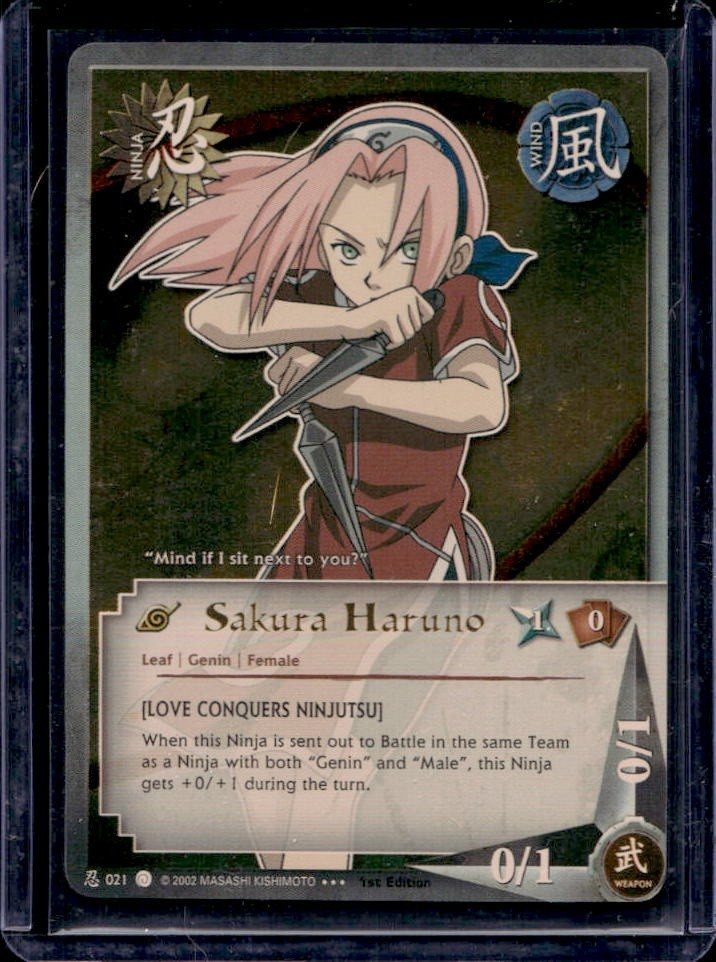 NINJA 忍
WIND 風
"Mind if I sit next to you?"
Sakura Haruno 1 0
Leaf | Genin | Female
[LOVE CONQUERS NINJUTSU]
When this Ninja is sent out to Battle in the same Team
as a Ninja with both "Genin" and "Male", this Ninja
gets +0/+1 during the turn.
0/1
0/1
武
WEAPON
忍 021 © 2002 MASASHI KISHIMOTO 1st Edition